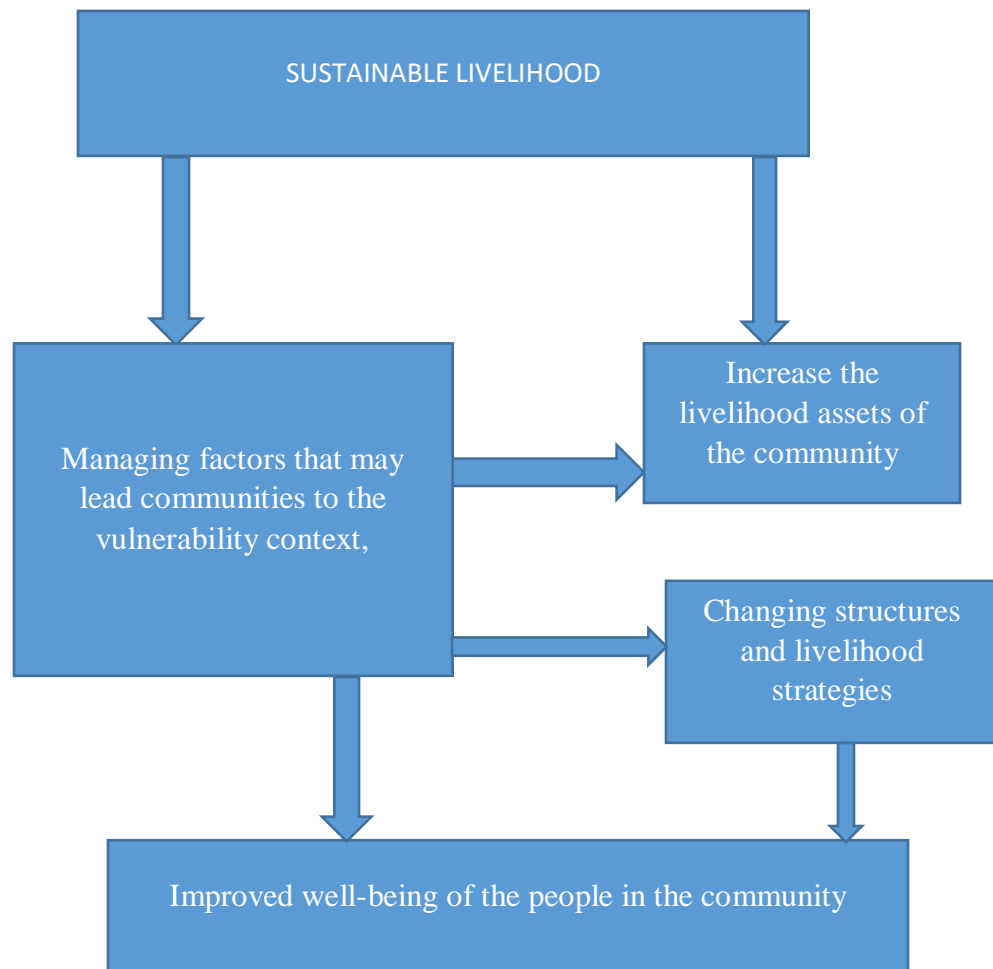 SUSTAINABLE LIVELIHOOD
Managing factors that may
lead communities to the
vulnerability context,
Increase the
livelihood assets of
the community
Changing structures
and livelihood
strategies
Improved well-being of the people in the community